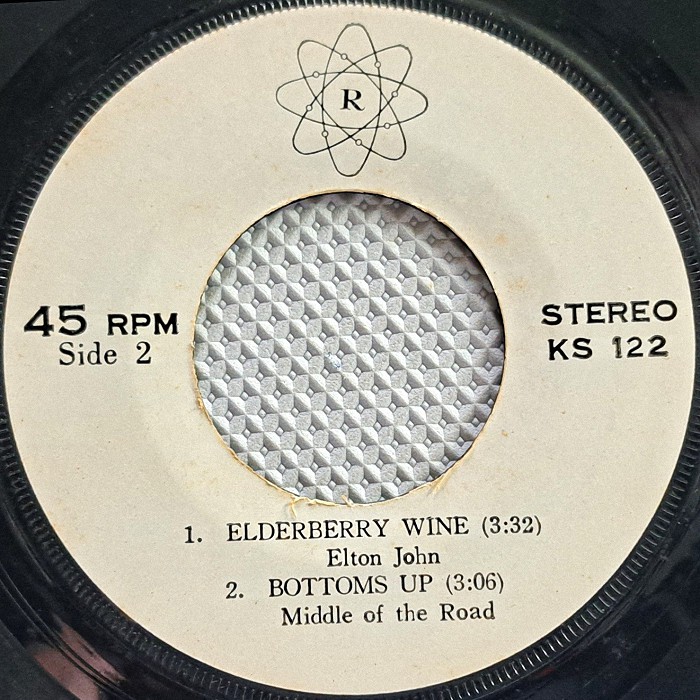 R
45 RPM
Side 2
STEREO
KS 122
1. ELDERBERRY WINE (3:32)
Elton John
2. BOTTOMS UP (3:06)
Middle of the Road